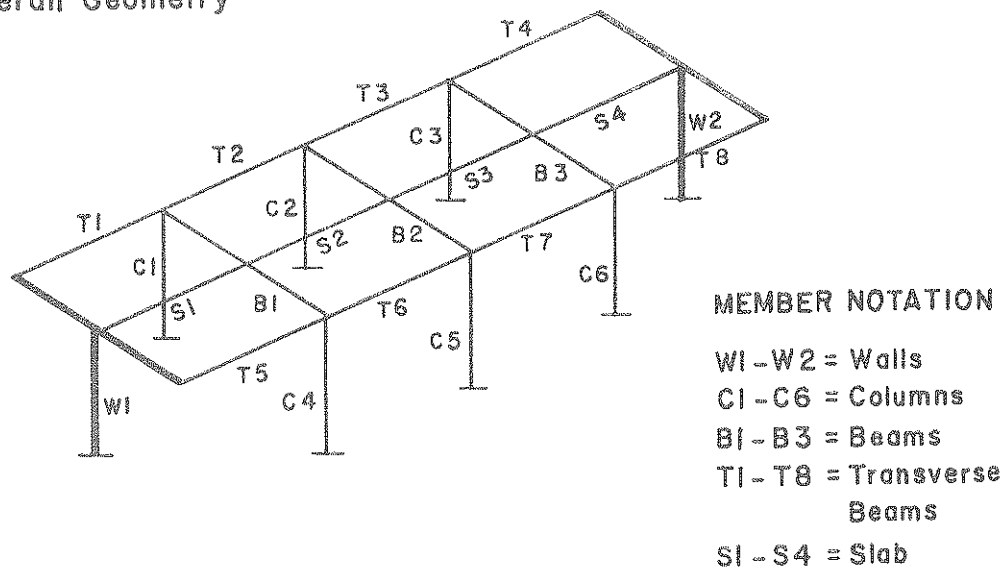 Geometry
T4
T3
C3
S4
W2
T2
T8
S3
B3
C2
T1
S2
B2
T7
C1
C6
S1
B1
T6
C5
T5
C4
W1
MEMBER NOTATION
W1-W2 = Walls
C1-C6 = Columns
B1-B3 = Beams
T1-T8 = Transverse
Beams
S1-S4 = Slab